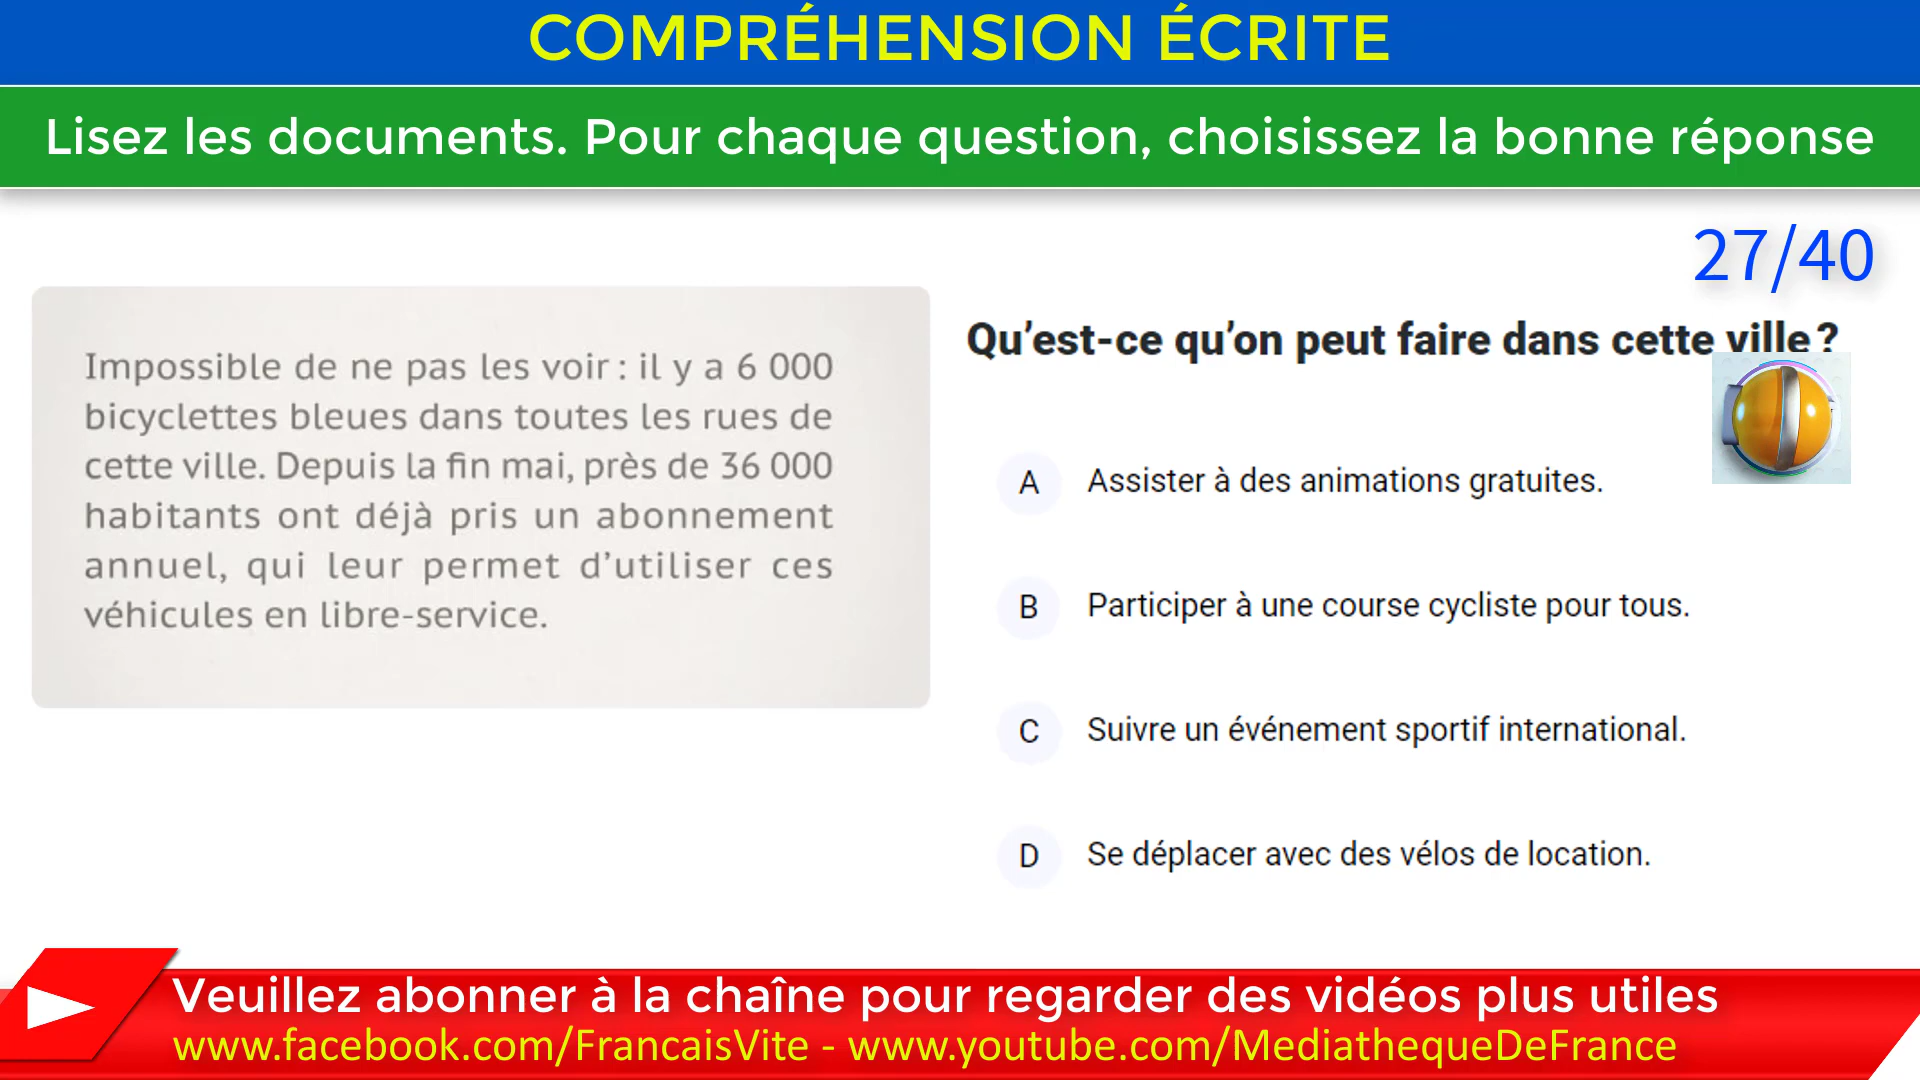 COMPRÉHENSION ÉCRITE
Lisez les documents. Pour chaque question, choisissez la bonne réponse
27/40
Impossible de ne pas les voir : il y a 6 000
bicyclettes bleues dans toutes les rues de
cette ville. Depuis la fin mai, près de 36 000
habitants ont déjà pris un abonnement
annuel, qui leur permet d'utiliser ces
véhicules en libre-service.
Qu'est-ce qu'on peut faire dans cette ville ?
A Assister à des animations gratuites.
B Participer à une course cycliste pour tous.
C Suivre un événement sportif international.
D Se déplacer avec des vélos de location.
Veuillez abonner à la chaîne pour regarder des vidéos plus utiles
www.facebook.com/FrancaisVite - www.youtube.com/MediathequeDeFrance